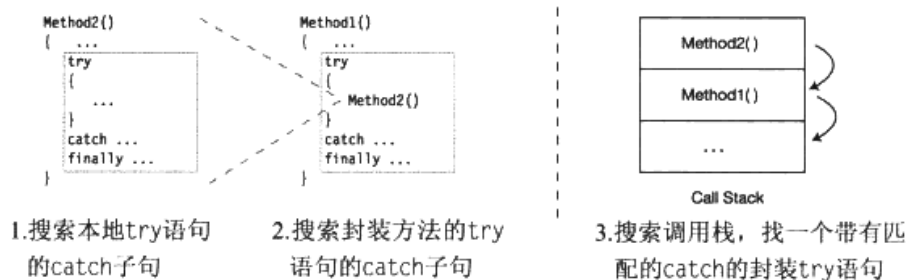 Method2()
{ ...
try
{
...
}
catch ...
finally ...
}
1.搜索本地try语句
的catch子句
Method1()
{ ...
try
{
Method2()
}
catch ...
finally ...
}
2.搜索封装方法的try
语句的catch子句
Method2()
Method1()
...
Call Stack
3.搜索调用栈，找一个带有匹
配的catch的封装try语句